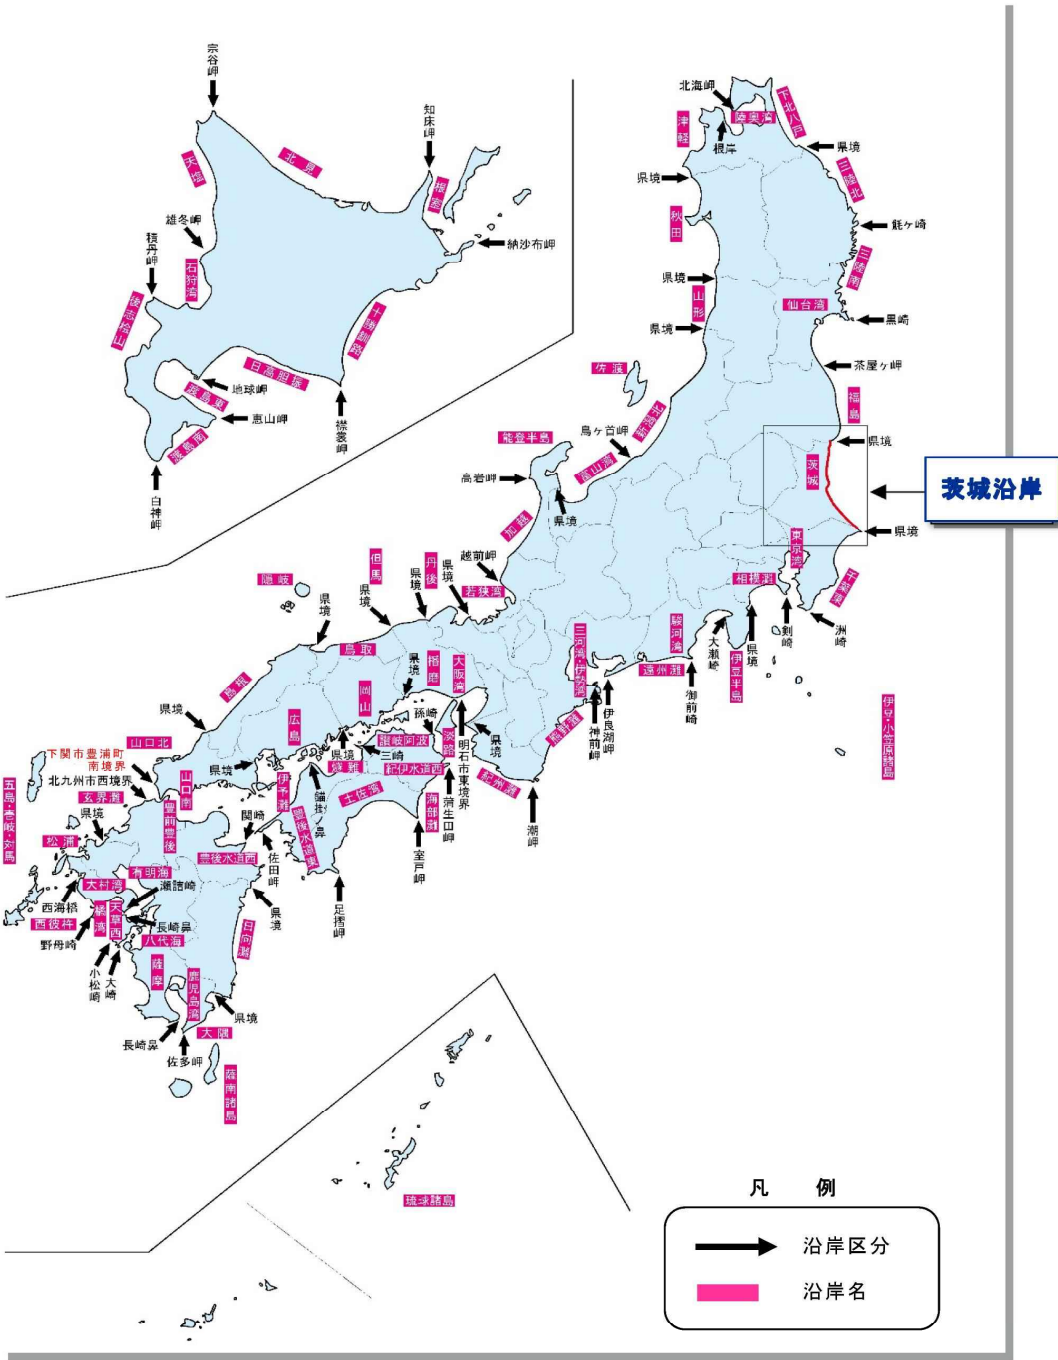 宗谷岬
知床岬
天塩
北見
根室
雄冬岬
納沙布岬
積丹岬
石狩湾
後志絵山
十勝釧路
日高胆振
地球岬
渡島東
恵山岬
渡島南
襟裳岬
白神岬
北海岬
下北八戸
陸奥湾
津軽
根岸
県境
県境
三陸北
秋田
能ヶ崎
三陸南
県境
山形
仙台湾
県境
黒崎
茶屋ヶ岬
佐渡
福島
新潟北
鳥ヶ首岬
能登半島
県境
富山湾
茨城
高岩岬
茨城沿岸
県境
加越
県境
東京湾
越前岬
但馬
丹後
県境
若狭湾
相模灘
千葉東
隠岐
県境
県境
県境
鳥取
駿河湾
大瀬崎
県境
剣崎
洲崎
三河湾・伊勢湾
遠州灘
伊豆半島
御前崎
伊豆・小笠原諸島
島根
岡山
県境
播磨
大阪湾
伊良湖岬
神前岬
熊野灘
県境
広島
孫崎
淡路
県境
山口北
県境
三崎
讃岐阿波
明石市東境界
下関市豊浦町
南境界
県境
燧灘
紀伊水道西
紀州灘
北九州市西境界
山口南
伊予灘
土佐湾
海部灘
蒲生田岬
五島・壱岐・対馬
玄界灘
豊前豊後
豊後水道東
潮岬
県境
関崎
松浦
豊後水道西
佐田岬
室戸岬
有明海
大村湾
瀬詰崎
足摺岬
西海橋
県境
西彼杵
橘湾
天草西
長崎鼻
野母崎
八代海
日向灘
小松崎
大崎
薩摩
鹿児島湾
県境
長崎鼻
大隅
佐多岬
薩南諸島
琉球諸島
凡 例
沿岸区分
沿岸名